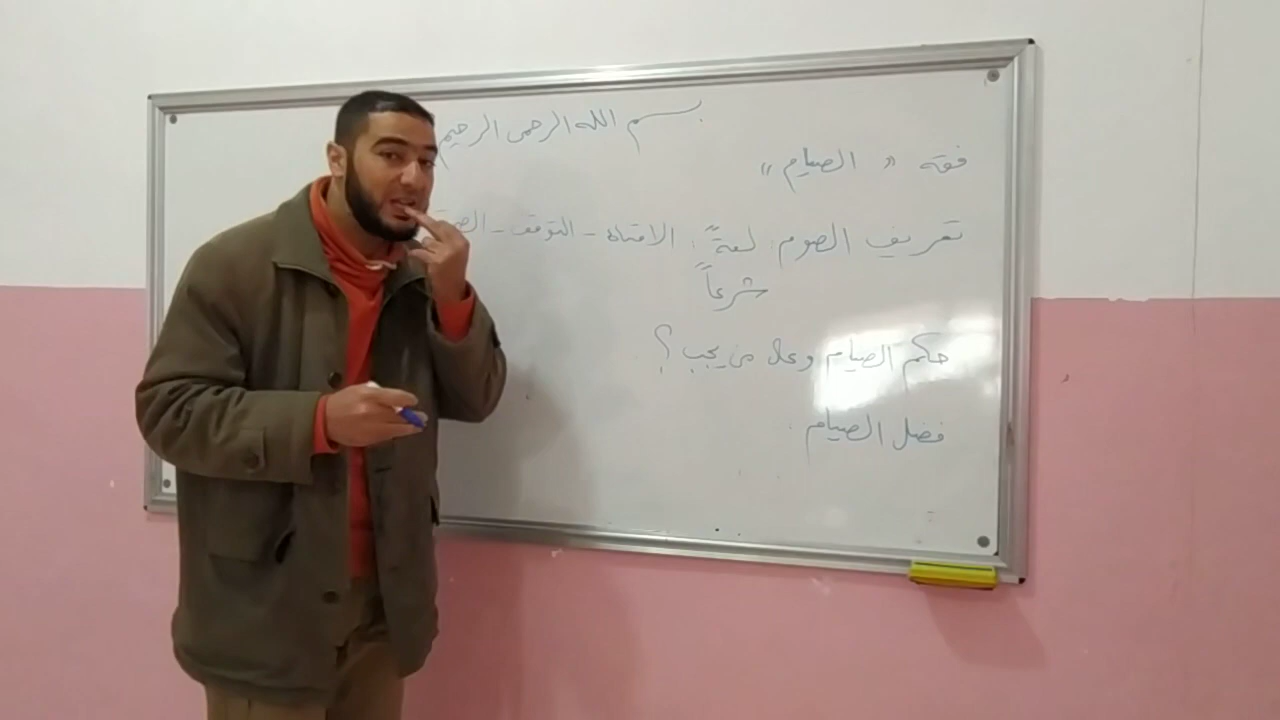 بسم الله الرحمن الرحيم
فقه « الصيام »
تعريف الصوم: لغةً: الامتناع - التوقف -
شرعاً
حكم الصيام وعلى من يجب؟
فضل الصيام